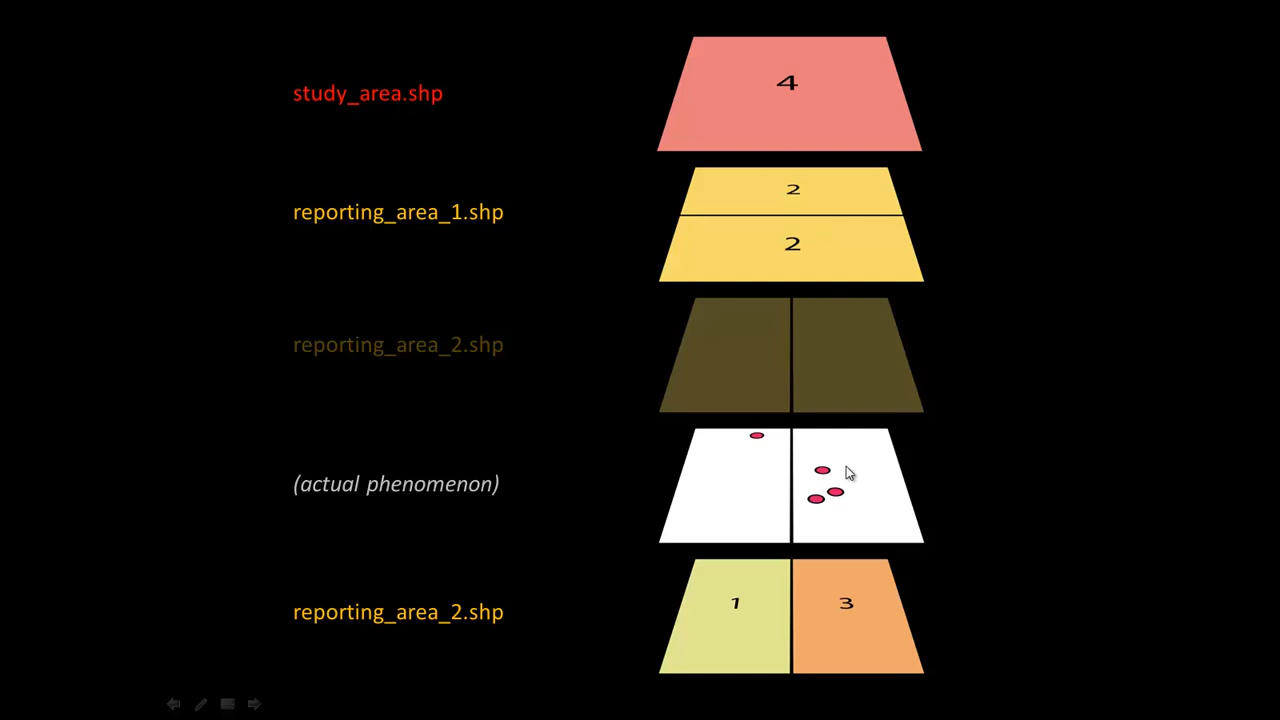 study_area.shp
4
reporting_area_1.shp
2
2
reporting_area_2.shp
(actual phenomenon)
reporting_area_2.shp
1
3